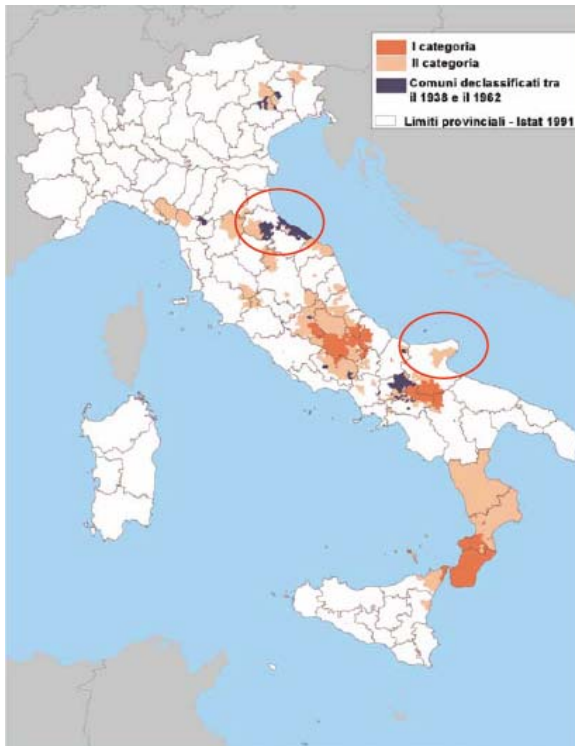 I categoria
II categoria
Comuni declassificati tra
il 1938 e il 1962
Limiti provinciali - Istat 1991